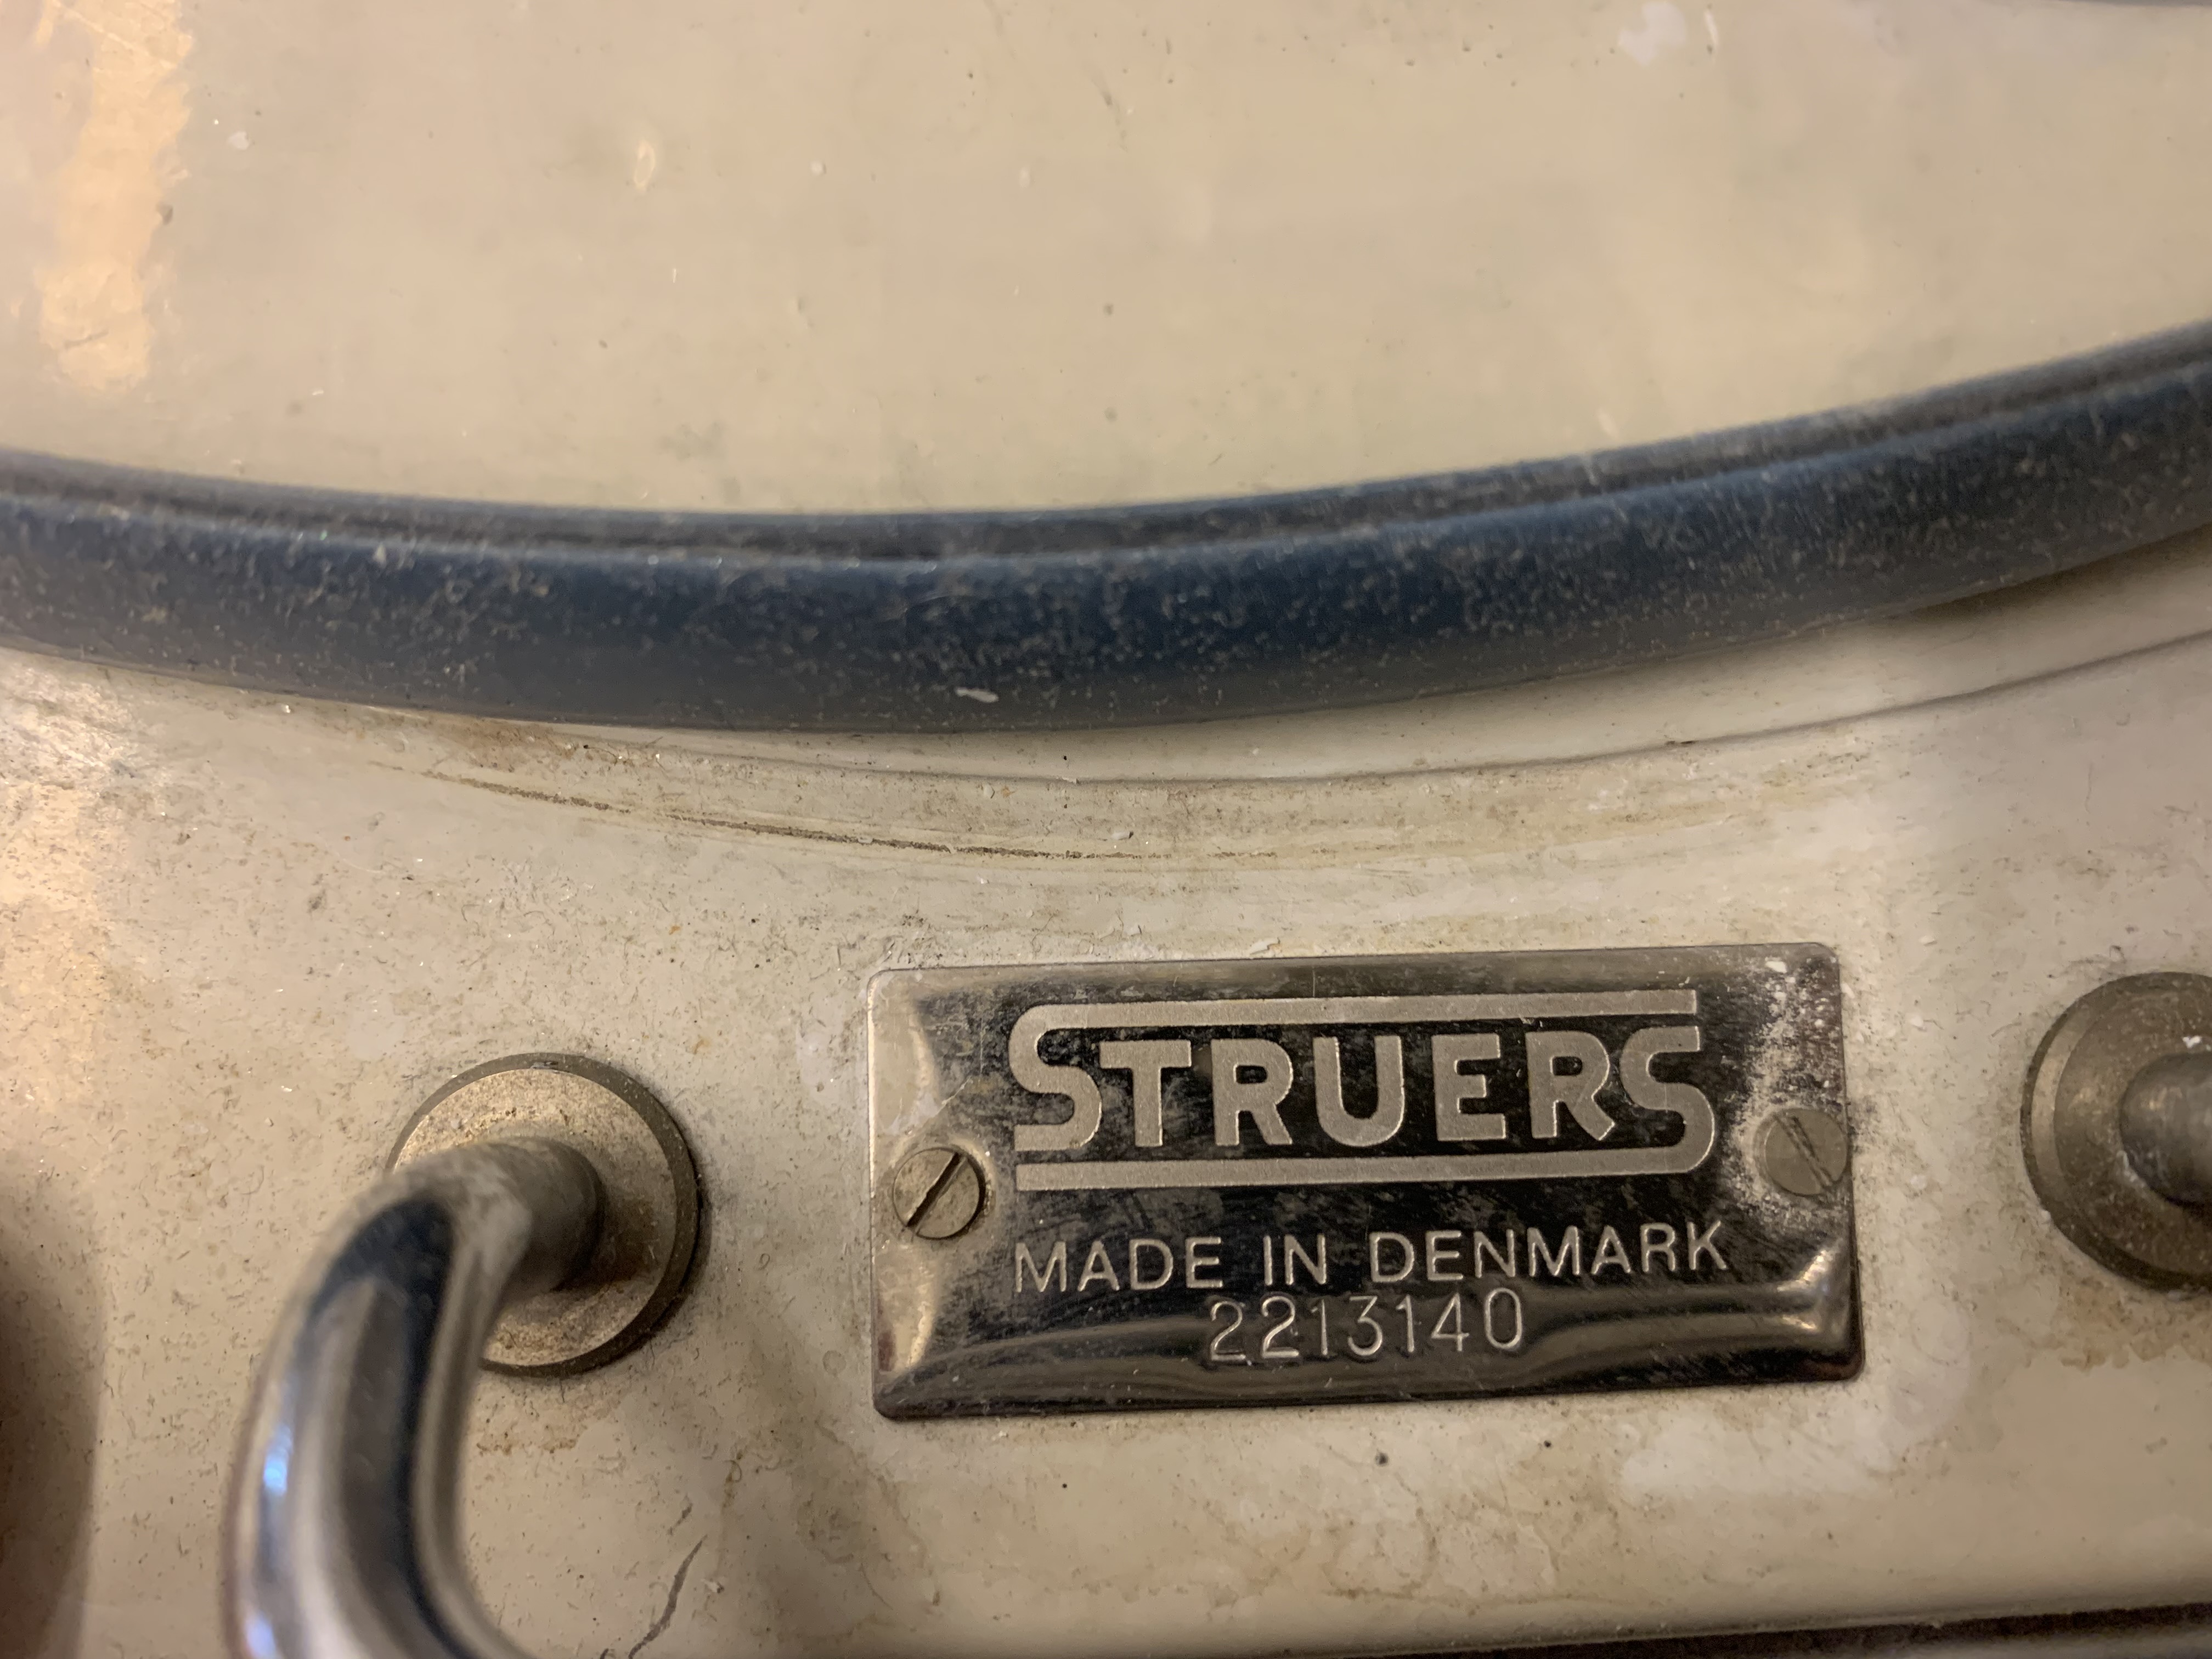 STRUERS
MADE IN DENMARK
2213140